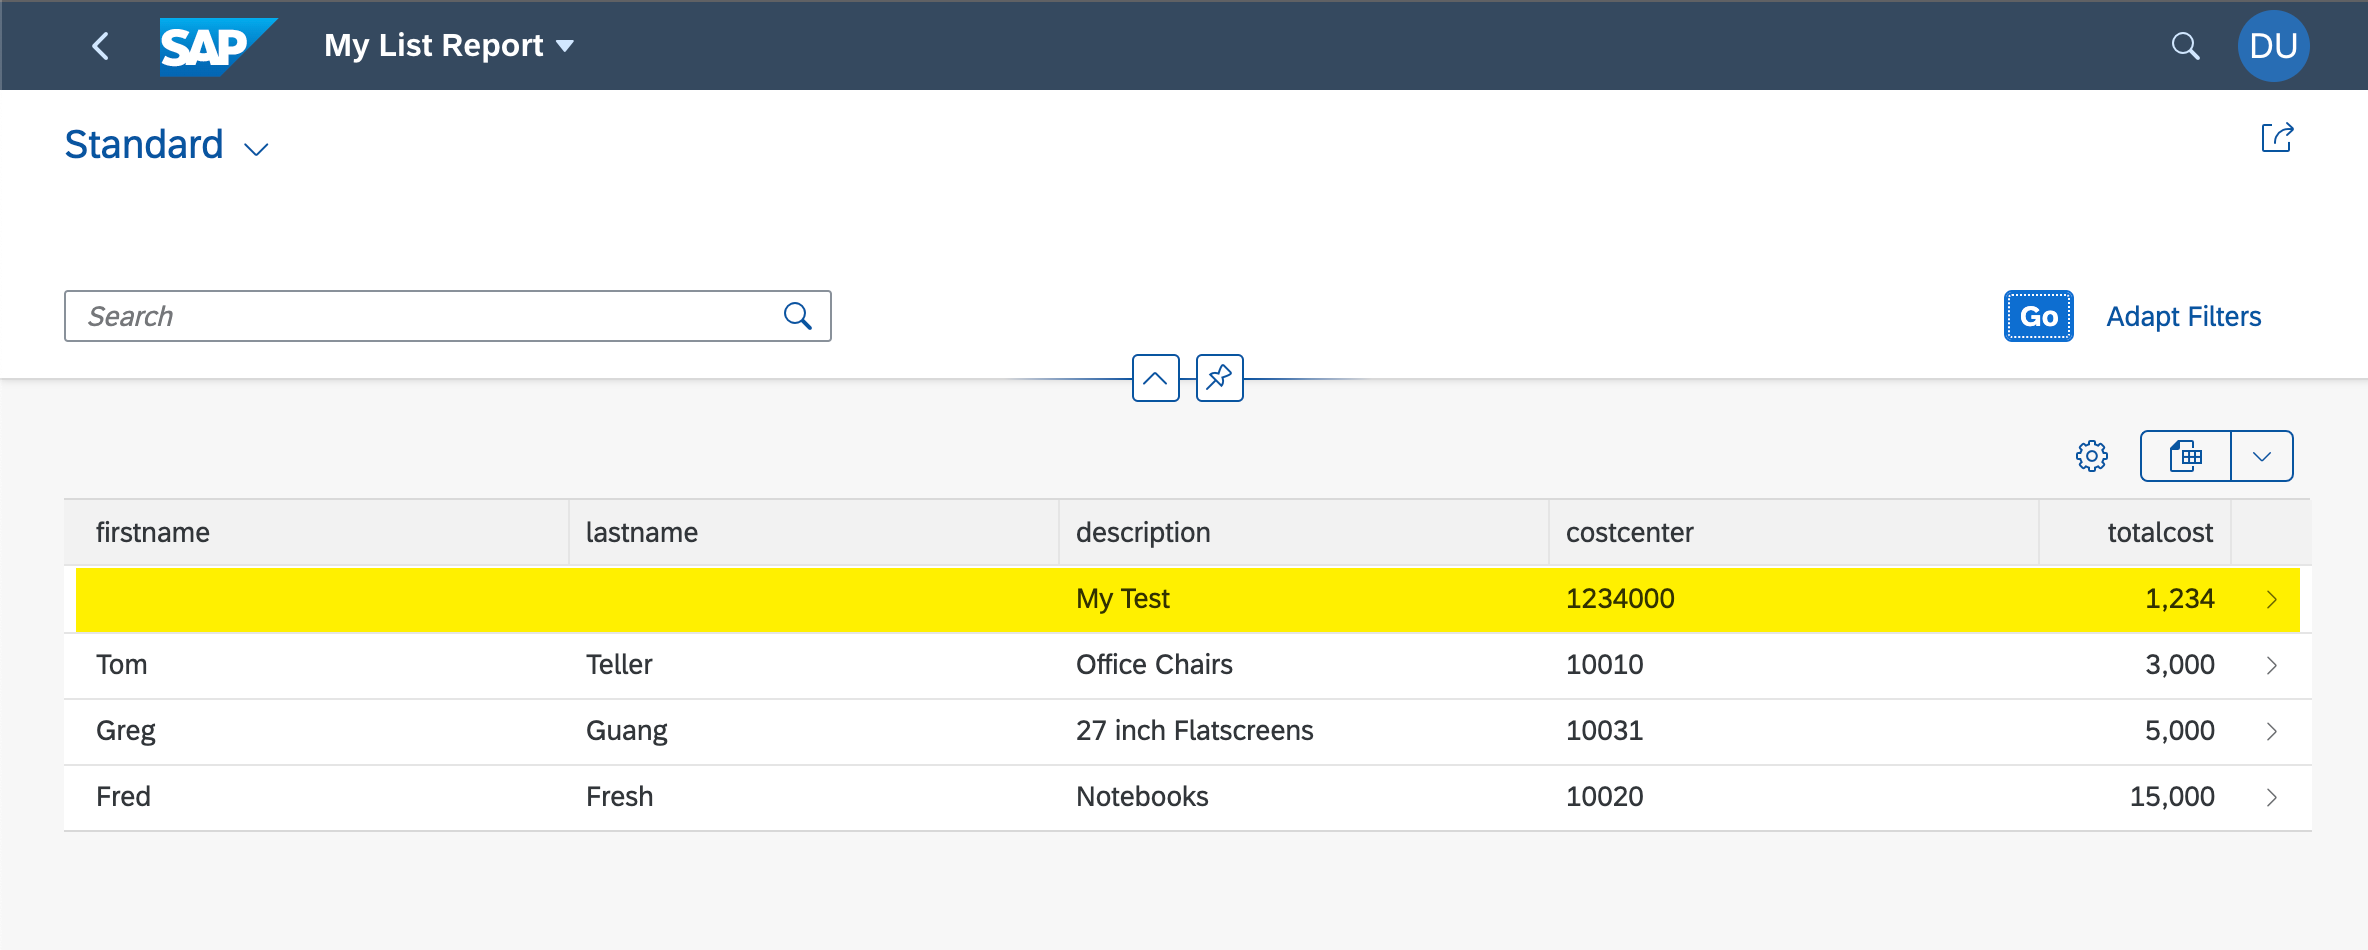 SAP My List Report DU
Standard
Search Go Adapt Filters
firstname lastname description costcenter totalcost
My Test 1234000 1,234
Tom Teller Office Chairs 10010 3,000
Greg Guang 27 inch Flatscreens 10031 5,000
Fred Fresh Notebooks 10020 15,000